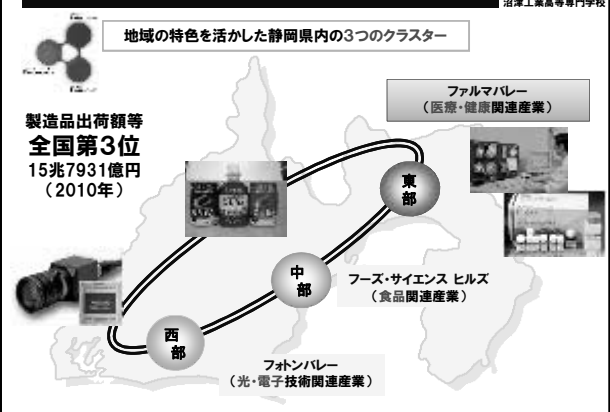 沼津工業高等専門学校
地域の特色を活かした静岡県内の3つのクラスター
ファルマバレー
（医療・健康関連産業）
製造品出荷額等
全国第3位
15兆7931億円
（2010年）
東部
中部
フーズ・サイエンス ヒルズ
（食品関連産業）
西部
フォトンバレー
（光・電子技術関連産業）